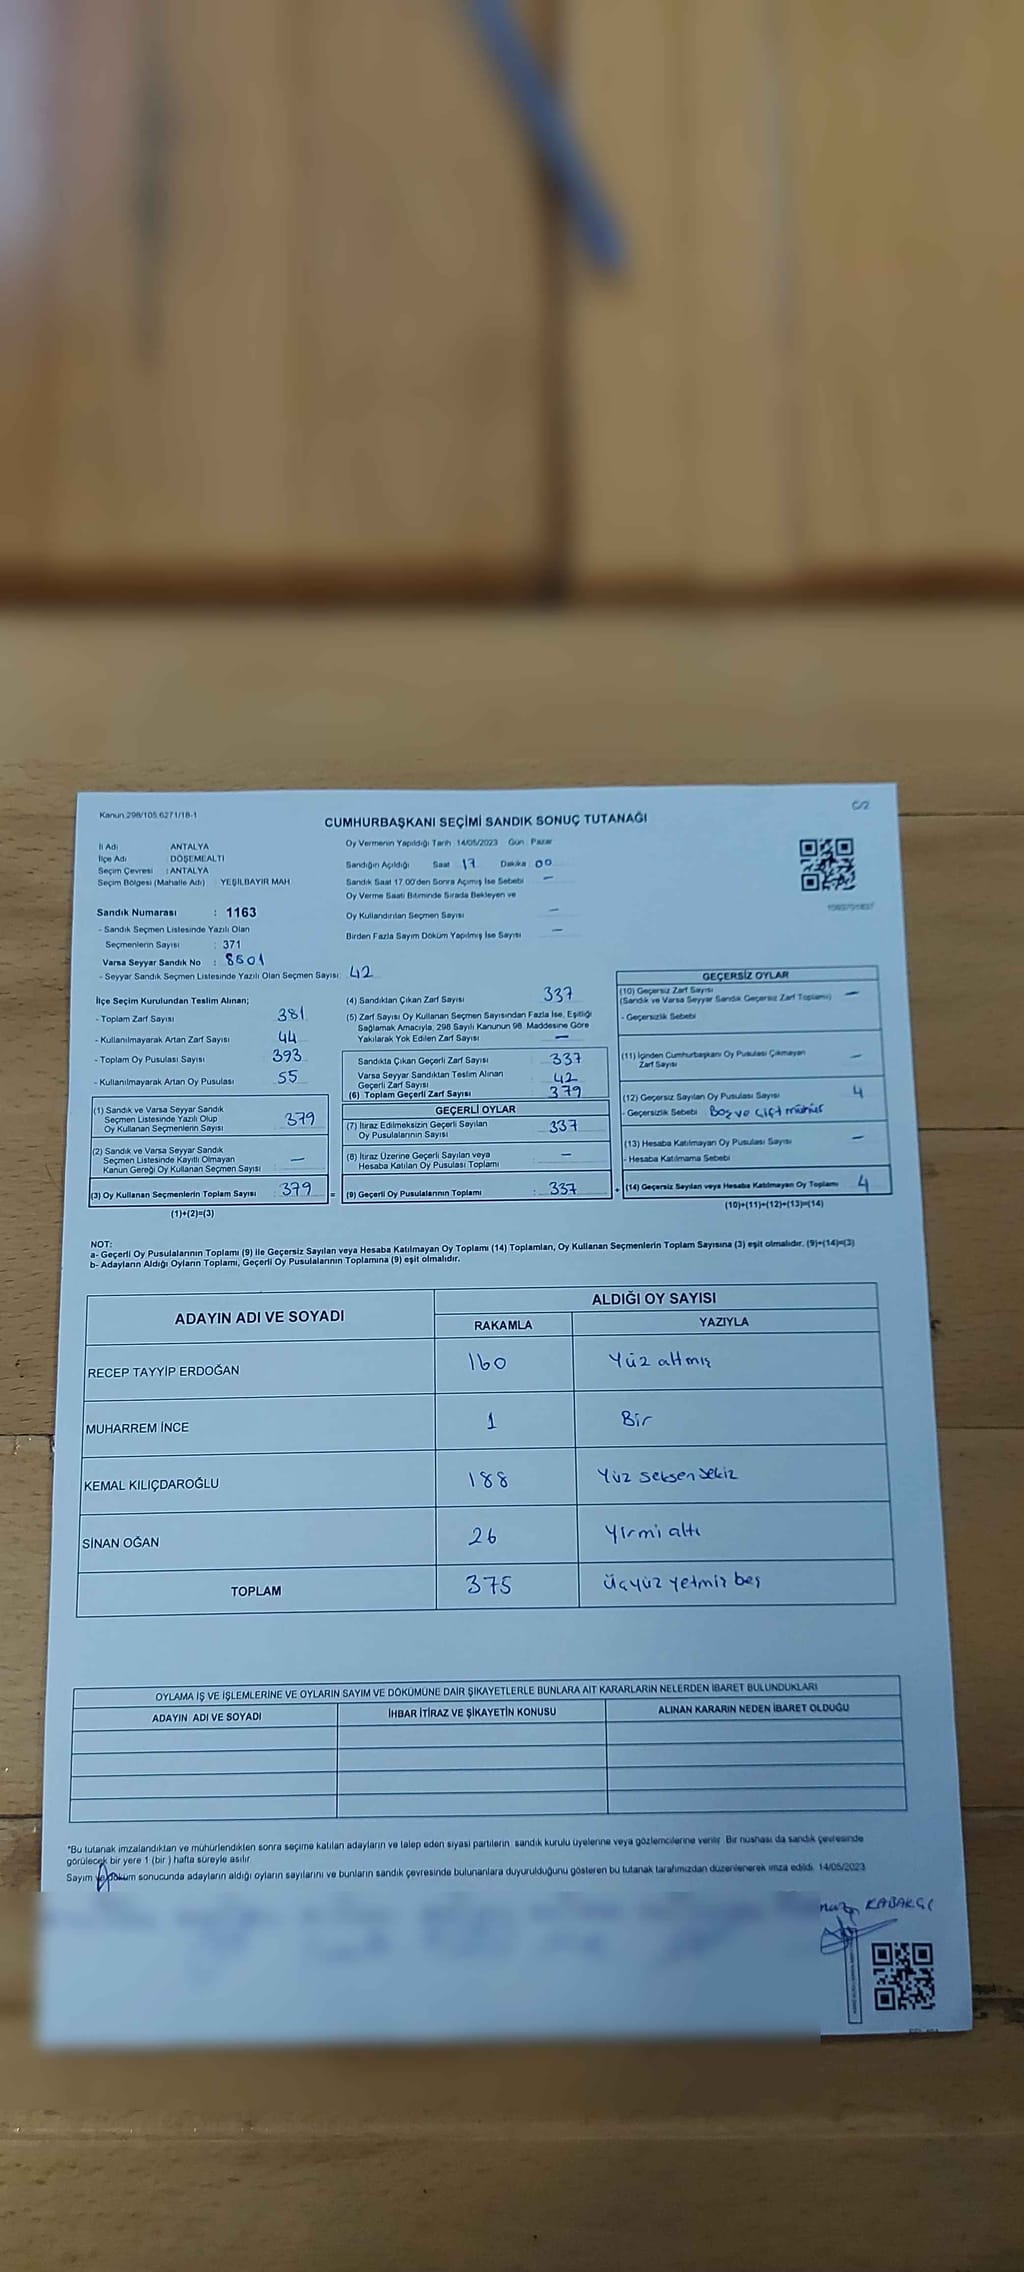 Kanun.298/105.6271/18-1
C/2
CUMHURBAŞKANI SEÇİMİ SANDIK SONUÇ TUTANAĞI
İl Adı : ANTALYA
İlçe Adı : DÖŞEMEALTI
Seçim Çevresi : ANTALYA
Seçim Bölgesi (Mahalle Adı) : YEŞİLBAYIR MAH
Oy Vermenin Yapıldığı Tarih 14/05/2023 Gün Pazar
Sandığın Açıldığı Saat 17 Dakika 00
Sandık Saat 17 00'den Sonra Açımış İse Sebebi —
Oy Verme Saati Bitiminde Sırada Bekleyen ve
Oy Kullandırılan Seçmen Sayısı —
Birden Fazla Sayım Döküm Yapılmış İse Sayısı —
Sandık Numarası : 1163
- Sandık Seçmen Listesinde Yazılı Olan
Seçmenlerin Sayısı : 371
Varsa Seyyar Sandık No : 8501
- Seyyar Sandık Seçmen Listesinde Yazılı Olan Seçmen Sayısı: 42
İlçe Seçim Kurulundan Teslim Alınan;
- Toplam Zarf Sayısı 381
- Kullanılmayarak Artan Zarf Sayısı 44
- Toplam Oy Pusulası Sayısı 393
- Kullanılmayarak Artan Oy Pusulası 55
(1) Sandık ve Varsa Seyyar Sandık
Seçmen Listesinde Yazılı Olup
Oy Kullanan Seçmenlerin Sayısı 379
(2) Sandık ve Varsa Seyyar Sandık
Seçmen Listesinde Kayıtlı Olmayan
Kanun Gereği Oy Kullanan Seçmen Sayısı —
(3) Oy Kullanan Seçmenlerin Toplam Sayısı 379 =
(1)+(2)=(3)
(4) Sandıktan Çıkan Zarf Sayısı 337
(5) Zarf Sayısı Oy Kullanan Seçmen Sayısından Fazla İse, Eşitliği
Sağlamak Amacıyla, 298 Sayılı Kanunun 98. Maddesine Göre
Yakılarak Yok Edilen Zarf Sayısı —
Sandıkta Çıkan Geçerli Zarf Sayısı 337
Varsa Seyyar Sandıktan Teslim Alınan
Geçerli Zarf Sayısı 42
(6) Toplam Geçerli Zarf Sayısı 379
GEÇERLİ OYLAR
(7) İtiraz Edilmeksizin Geçerli Sayılan
Oy Pusulalarının Sayısı 337
(8) İtiraz Üzerine Geçerli Sayılan veya
Hesaba Katılan Oy Pusulası Toplamı —
(9) Geçerli Oy Pusulalarının Toplamı : 337 +
GEÇERSİZ OYLAR
(10) Geçersiz Zarf Sayısı
(Sandık ve Varsa Seyyar Sandık Geçersiz Zarf Toplamı) —
- Geçersizlik Sebebi
(11) İçinden Cumhurbaşkanı Oy Pusulası Çıkmayan
Zarf Sayısı —
(12) Geçersiz Sayılan Oy Pusulası Sayısı 4
- Geçersizlik Sebebi Boş ve Çift mühür
(13) Hesaba Katılmayan Oy Pusulası Sayısı —
- Hesaba Katılmama Sebebi
(14) Geçersiz Sayılan veya Hesaba Katılmayan Oy Toplamı 4
(10)+(11)+(12)+(13)=(14)
NOT:
a- Geçerli Oy Pusulalarının Toplamı (9) ile Geçersiz Sayılan veya Hesaba Katılmayan Oy Toplamı (14) Toplamları, Oy Kullanan Seçmenlerin Toplam Sayısına (3) eşit olmalıdır. (9)+(14)=(3)
b- Adayların Aldığı Oyların Toplamı, Geçerli Oy Pusulalarının Toplamına (9) eşit olmalıdır.
ADAYIN ADI VE SOYADI
ALDIĞI OY SAYISI
RAKAMLA YAZIYLA
RECEP TAYYİP ERDOĞAN 160 Yüz altmış
MUHARREM İNCE 1 Bir
KEMAL KILIÇDAROĞLU 188 Yüz seksen sekiz
SİNAN OĞAN 26 Yirmi altı
TOPLAM 375 Üçyüz yetmiş beş
OYLAMA İŞ VE İŞLEMLERİNE VE OYLARIN SAYIM VE DÖKÜMÜNE DAİR ŞİKAYETLERLE BUNLARA AİT KARARLARIN NELERDEN İBARET BULUNDUKLARI
ADAYIN ADI VE SOYADI İHBAR İTİRAZ VE ŞİKAYETİN KONUSU ALINAN KARARIN NEDEN İBARET OLDUĞU
*Bu tutanak imzalandıktan ve mühürlendikten sonra seçime katılan adayların ve talep eden siyasi partilerin sandık kurulu üyelerine veya gözlemcilerine verilir. Bir nüshası da sandık çevresinde
görülecek bir yere 1 (bir ) hafta süreyle asılır.
Sayım ve döküm sonucunda adayların aldığı oyların sayılarını ve bunların sandık çevresinde bulunanlara duyurulduğunu gösteren bu tutanak tarafımızdan düzenlenerek imza edildi. 14/05/2023
KABAKÇI